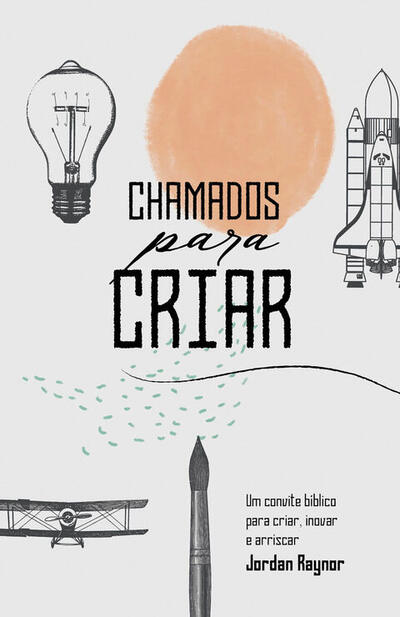 CHAMADOS
para
CRIAR
Um convite bíblico
para criar, inovar
e arriscar
Jordan Raynor